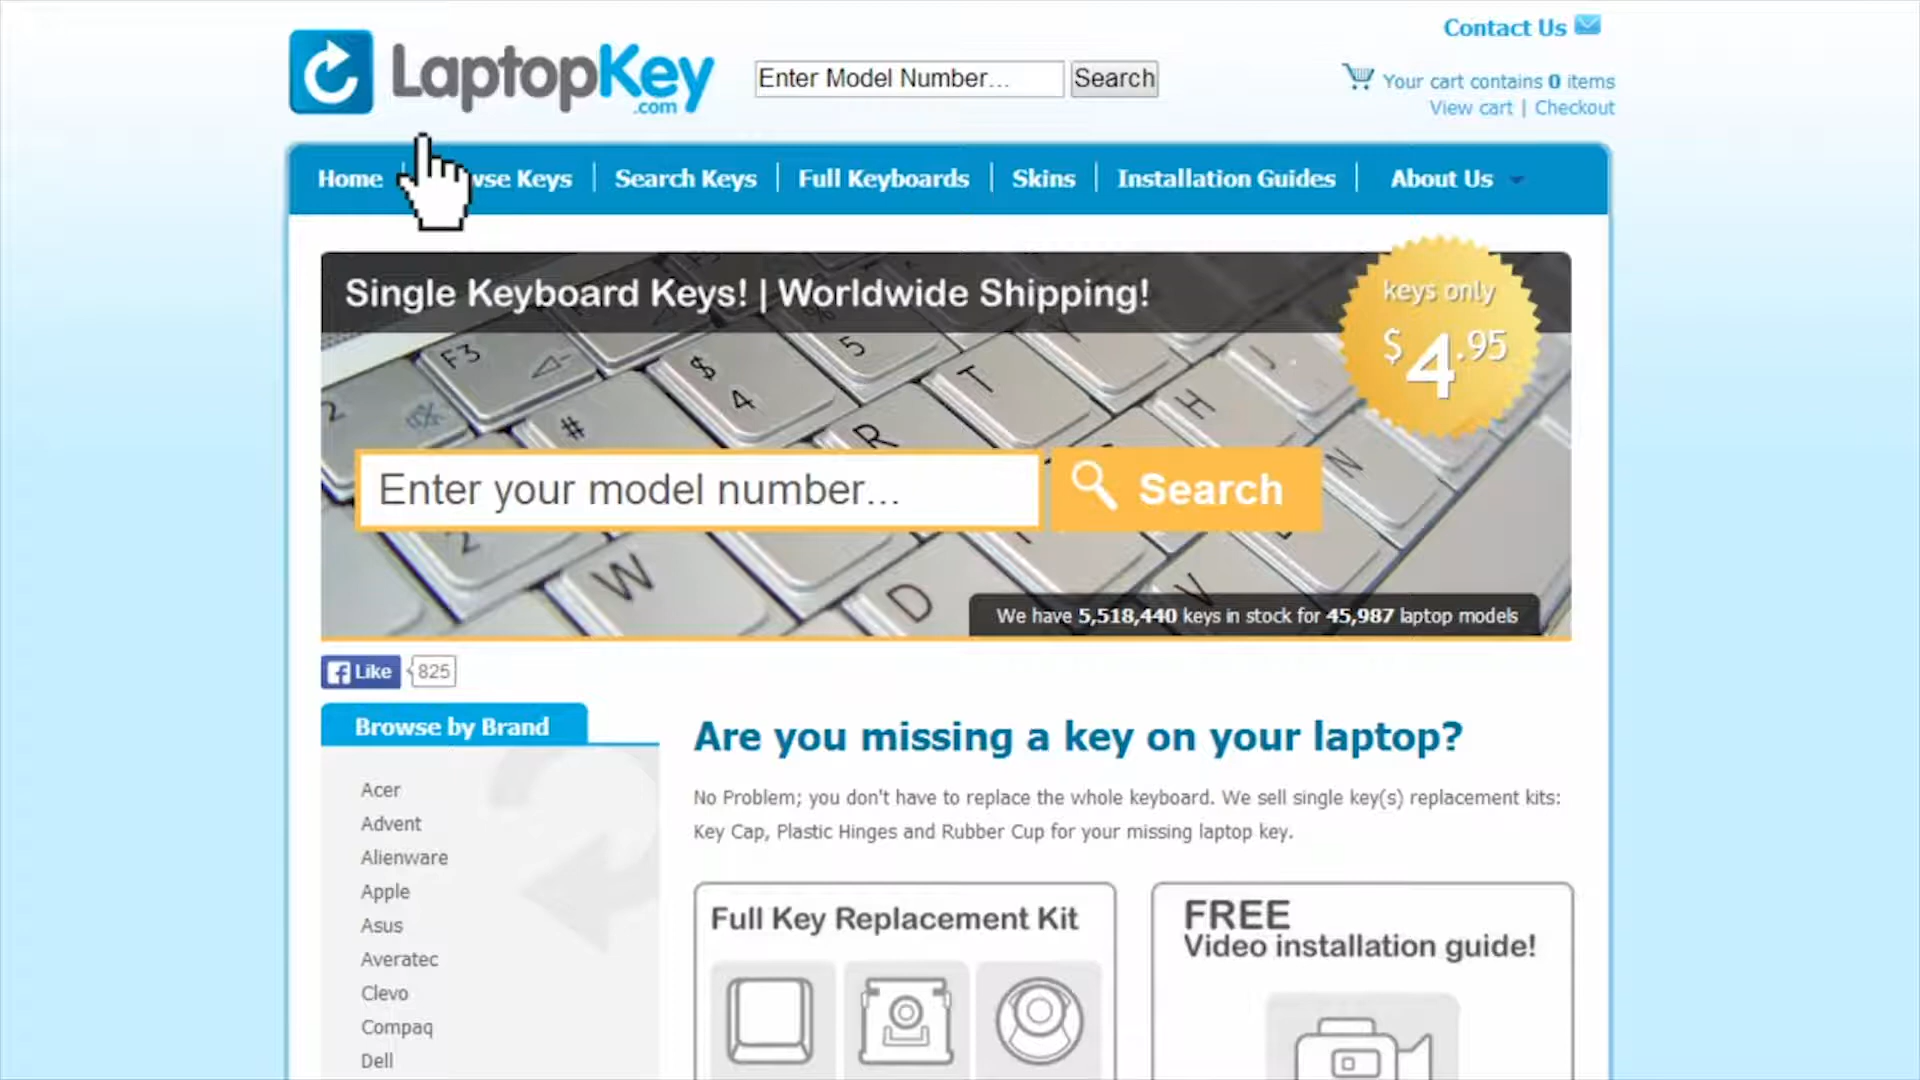 Contact Us
LaptopKey
.com
Enter Model Number...
Search
Your cart contains 0 items
View cart | Checkout
Home
wse Keys
Search Keys
Full Keyboards
Skins
Installation Guides
About Us
Single Keyboard Keys! | Worldwide Shipping!
keys only
$4.95
Enter your model number...
Search
We have 5,518,440 keys in stock for 45,987 laptop models
Like
825
Browse by Brand
Acer
Advent
Alienware
Apple
Asus
Averatec
Clevo
Compaq
Dell
Are you missing a key on your laptop?
No Problem; you don't have to replace the whole keyboard. We sell single key(s) replacement kits:
Key Cap, Plastic Hinges and Rubber Cup for your missing laptop key.
Full Key Replacement Kit
FREE
Video installation guide!